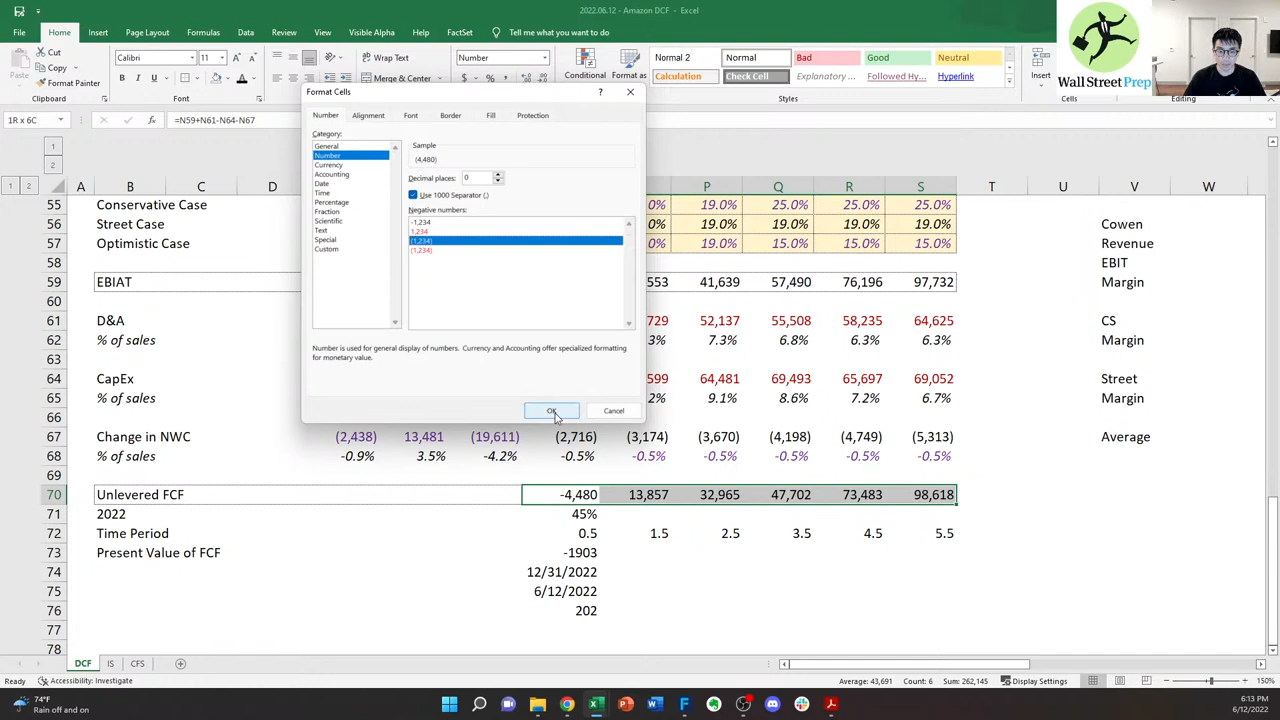 2022.06.12 - Amazon DCF - Excel
File Home Insert Page Layout Formulas Data Review View Visible Alpha Help FactSet Tell me what you want to do
Cut
Copy
Paste
Format Painter
Clipboard
Calibri 11
B I U
Font
Wrap Text
Merge & Center
Number
$ %
Conditional
Format as
Normal 2 Normal Bad Good Neutral
Calculation Check Cell Explanatory ... Followed Hy... Hyperlink
Styles
Insert
Cells
Editing
Wall Street Prep
1R x 6C fx =N59+N61-N64-N67
Format Cells
Number Alignment Font Border Fill Protection
Category:
General
Number
Currency
Accounting
Date
Time
Percentage
Fraction
Scientific
Text
Special
Custom
Sample
(4,480)
Decimal places: 0
Use 1000 Separator (,)
Negative numbers:
-1,234
1,234
(1,234)
(1,234)
Number is used for general display of numbers. Currency and Accounting offer specialized formatting
for monetary value.
OK Cancel
1
2
1 2 A B C D P Q R S T U V W
55 Conservative Case 0% 19.0% 25.0% 25.0% 25.0%
56 Street Case 0% 19.0% 19.0% 19.0% 19.0% Cowen
57 Optimistic Case 0% 19.0% 15.0% 15.0% 15.0% Revenue
58 EBIT
59 EBIAT 553 41,639 57,490 76,196 97,732 Margin
60
61 D&A 729 52,137 55,508 58,235 64,625 CS
62 % of sales 3% 7.3% 6.8% 6.3% 6.3% Margin
63
64 CapEx 599 64,481 69,493 65,697 69,052 Street
65 % of sales 2% 9.1% 8.6% 7.2% 6.7% Margin
66
67 Change in NWC (2,438) 13,481 (19,611) (2,716) (3,174) (3,670) (4,198) (4,749) (5,313) Average
68 % of sales -0.9% 3.5% -4.2% -0.5% -0.5% -0.5% -0.5% -0.5% -0.5%
69
70 Unlevered FCF -4,480 13,857 32,965 47,702 73,483 98,618
71 2022 45%
72 Time Period 0.5 1.5 2.5 3.5 4.5 5.5
73 Present Value of FCF -1903
74 12/31/2022
75 6/12/2022
76 202
77
78
DCF IS CFS
Ready Accessibility: Investigate Average: 43,691 Count: 6 Sum: 262,145 Display Settings 150%
74°F
Rain off and on
6:13 PM
6/12/2022